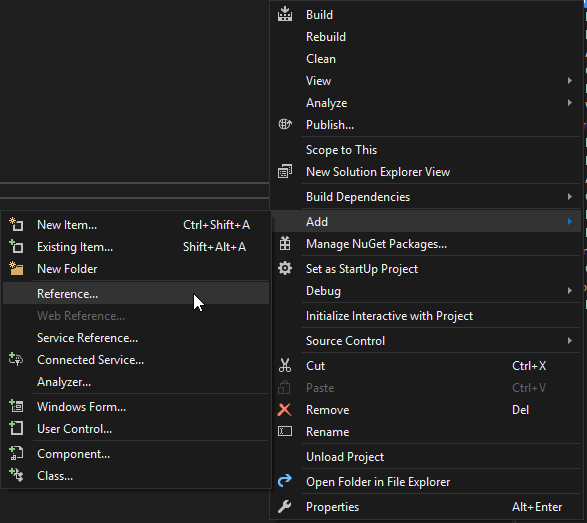 Build
Rebuild
Clean
View
Analyze
Publish...
Scope to This
New Solution Explorer View
Build Dependencies
Add
Manage NuGet Packages...
Set as StartUp Project
Debug
Initialize Interactive with Project
Source Control
Cut Ctrl+X
Paste Ctrl+V
Remove Del
Rename
Unload Project
Open Folder in File Explorer
Properties Alt+Enter
New Item... Ctrl+Shift+A
Existing Item... Shift+Alt+A
New Folder
Reference...
Web Reference...
Service Reference...
Connected Service...
Analyzer...
Windows Form...
User Control...
Component...
Class...